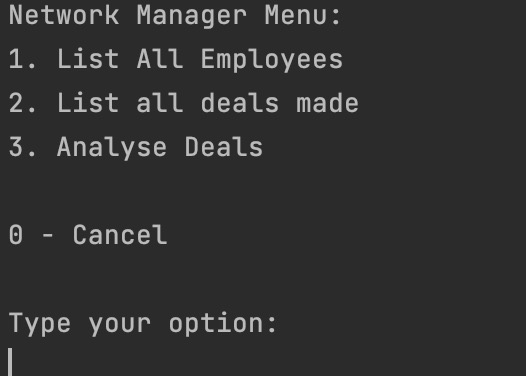 Network Manager Menu:
1. List All Employees
2. List all deals made
3. Analyse Deals
0 - Cancel
Type your option: